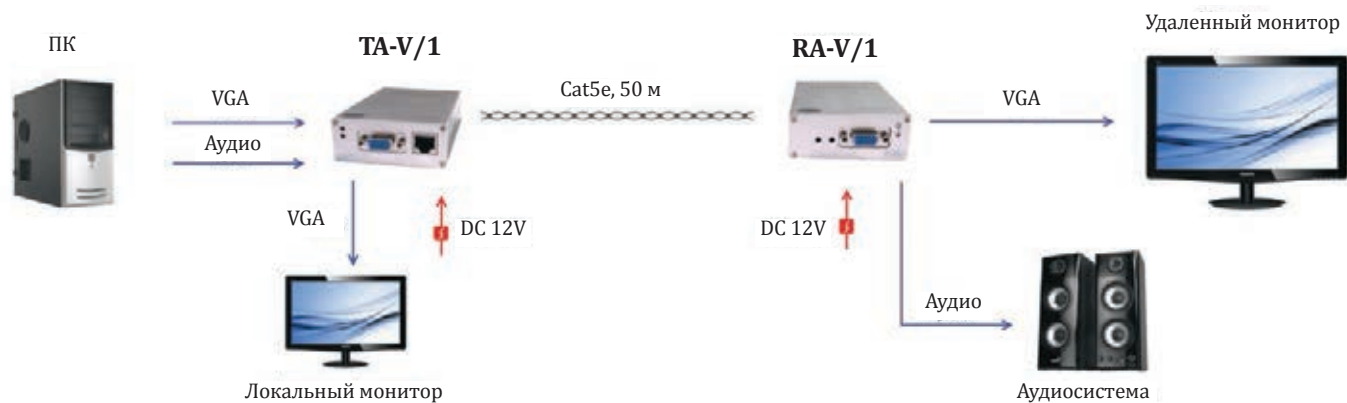 Удаленный монитор
ПК
TA-V/1
RA-V/1
VGA
Cat5e, 50 м
VGA
Аудио
VGA
DC 12V
DC 12V
Аудио
Локальный монитор
Аудиосистема